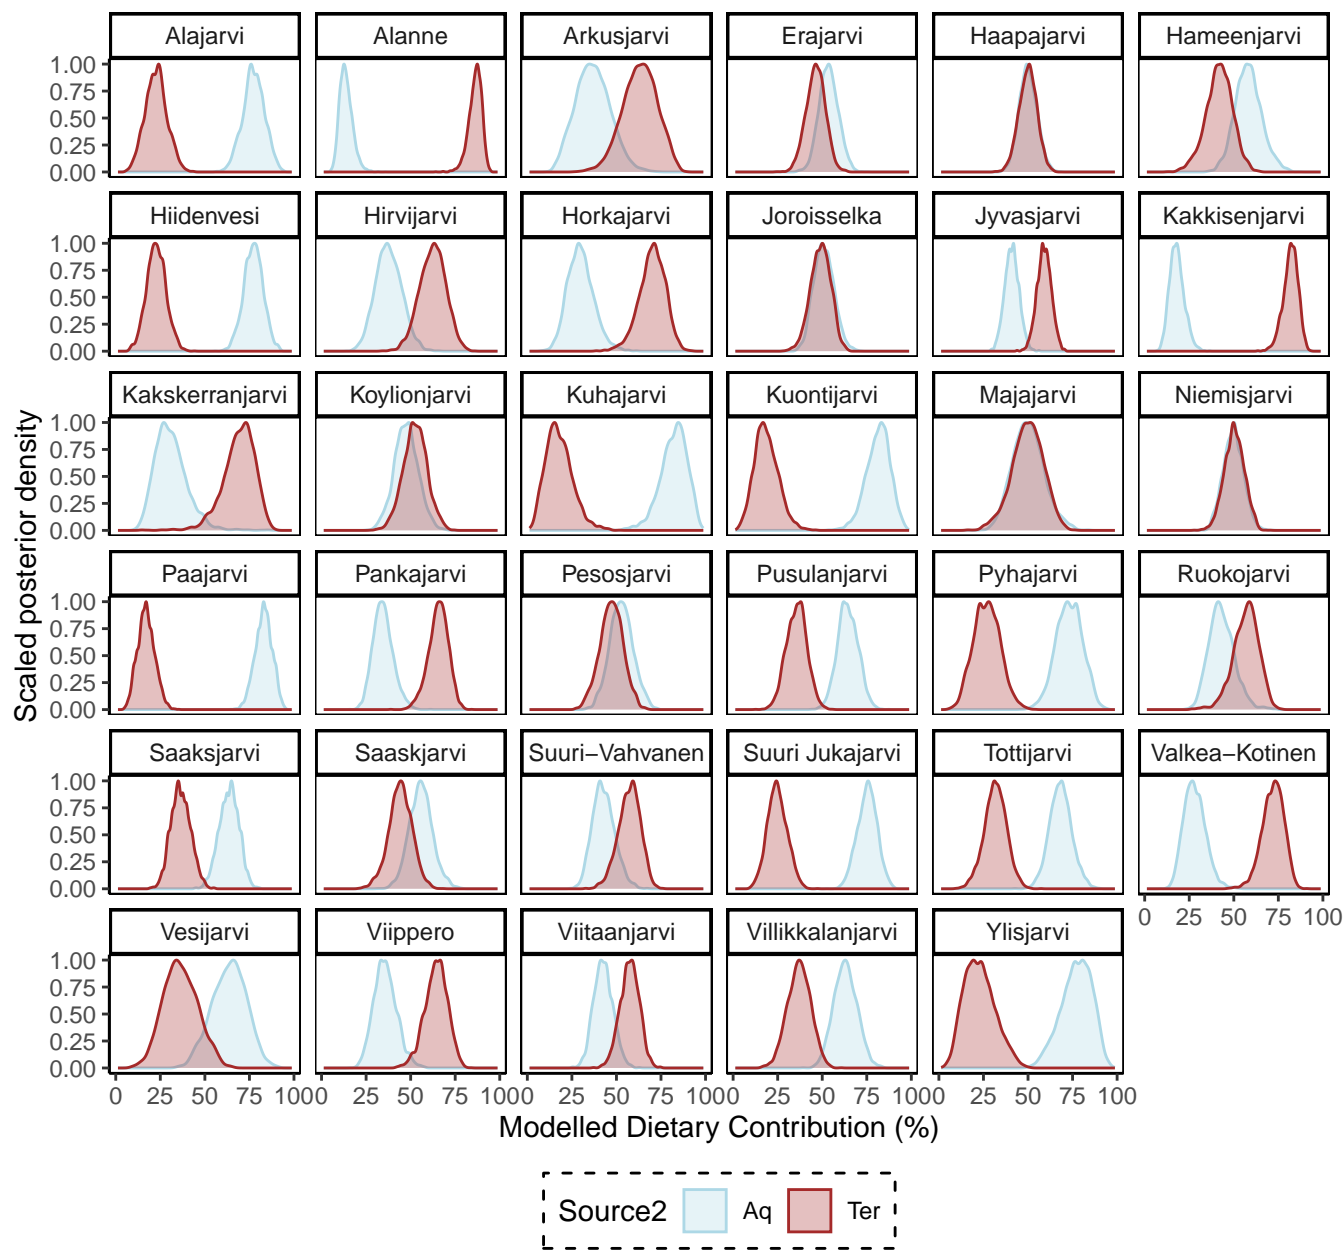 Alajarvi Alanne Arkusjarvi Erajarvi Haapajarvi Hameenjarvi
1.00
0.75
0.50
0.25
0.00
Hiidenvesi Hirvijarvi Horkajarvi Joroisselka Jyvasjarvi Kakkisenjarvi
1.00
0.75
0.50
0.25
0.00
Kakskerranjarvi Koylionjarvi Kuhajarvi Kuontijarvi Majajarvi Niemisjarvi
1.00
0.75
0.50
0.25
0.00
Scaled posterior density
Paajarvi Pankajarvi Pesosjarvi Pusulanjarvi Pyhajarvi Ruokojarvi
1.00
0.75
0.50
0.25
0.00
Saaksjarvi Saaskjarvi Suuri−Vahvanen Suuri Jukajarvi Tottijarvi Valkea−Kotinen
1.00
0.75
0.50
0.25
0.00
0 25 50 75 100
Vesijarvi Viippero Viitaanjarvi Villikkalanjarvi Ylisjarvi
1.00
0.75
0.50
0.25
0.00
0 25 50 75 100 0 25 50 75 100 0 25 50 75 100 0 25 50 75 100 0 25 50 75 100
Modelled Dietary Contribution (%)
Source2 Aq Ter